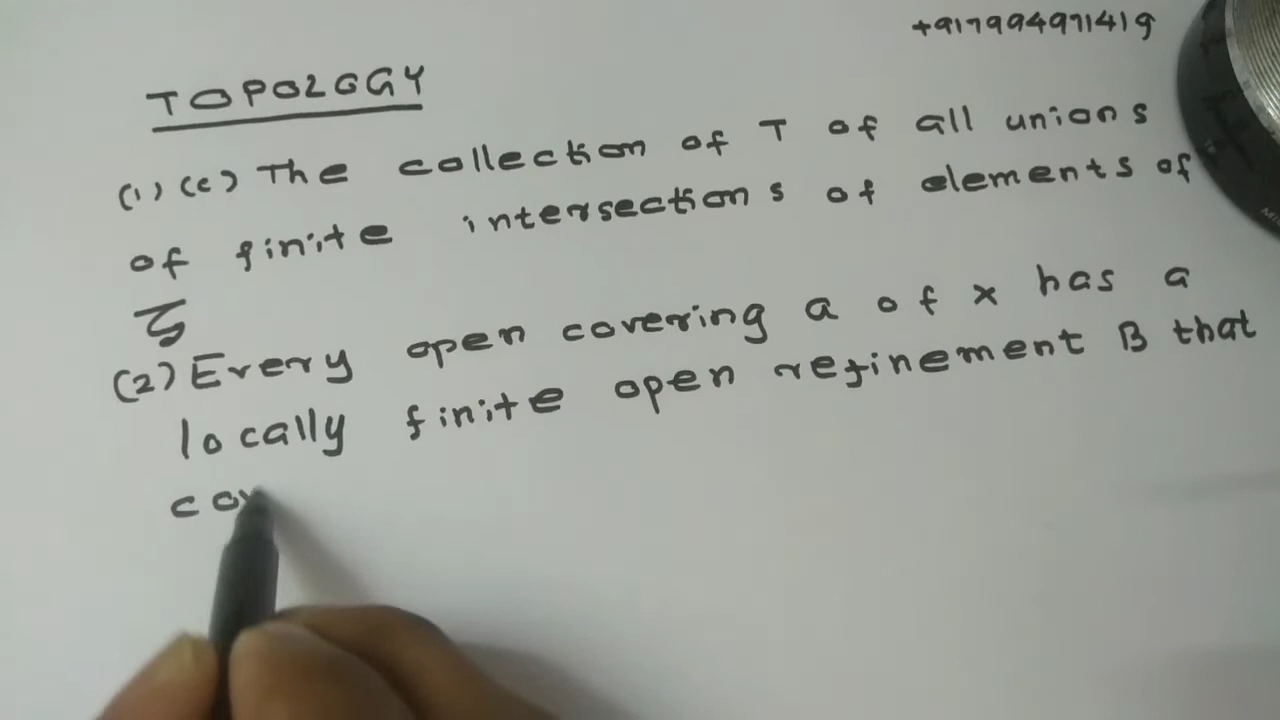 +917994971419
TOPOLOGY
(1) (c) The collection of T of all unions
of finite intersections of elements of
(2) Every open covering a of x has a
locally finite open refinement B that
cov